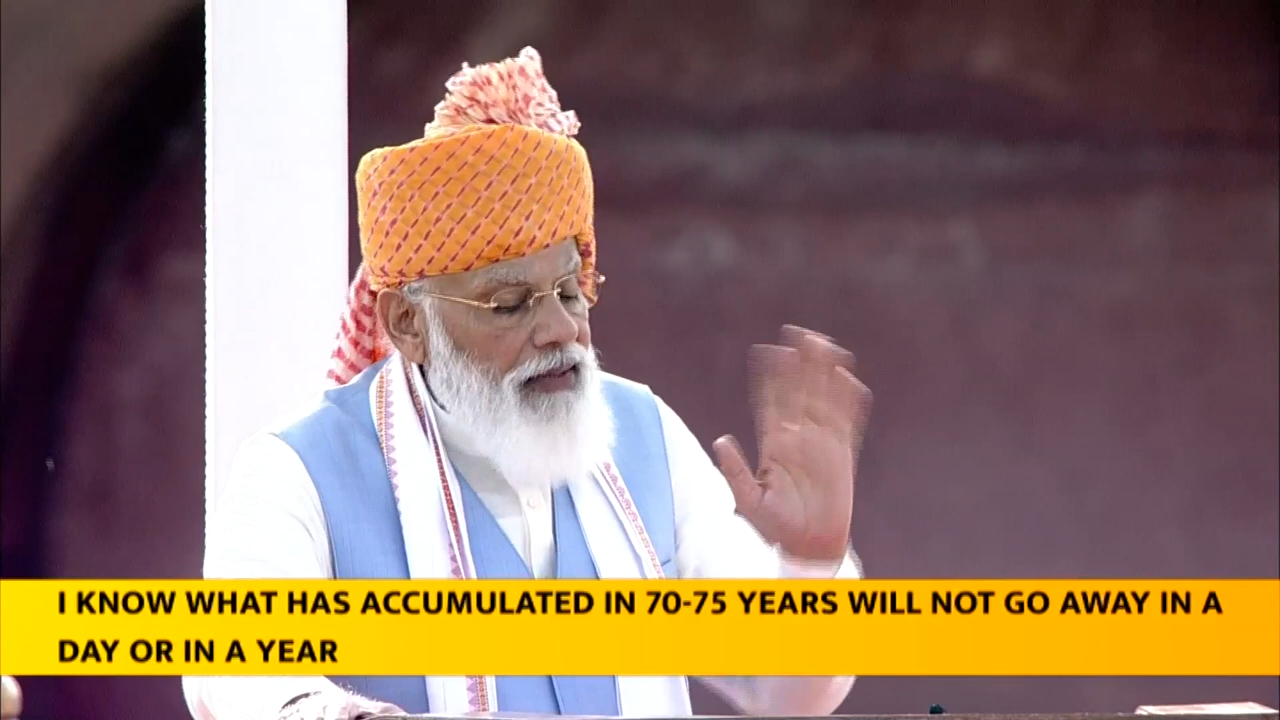 I KNOW WHAT HAS ACCUMULATED IN 70-75 YEARS WILL NOT GO AWAY IN A
DAY OR IN A YEAR